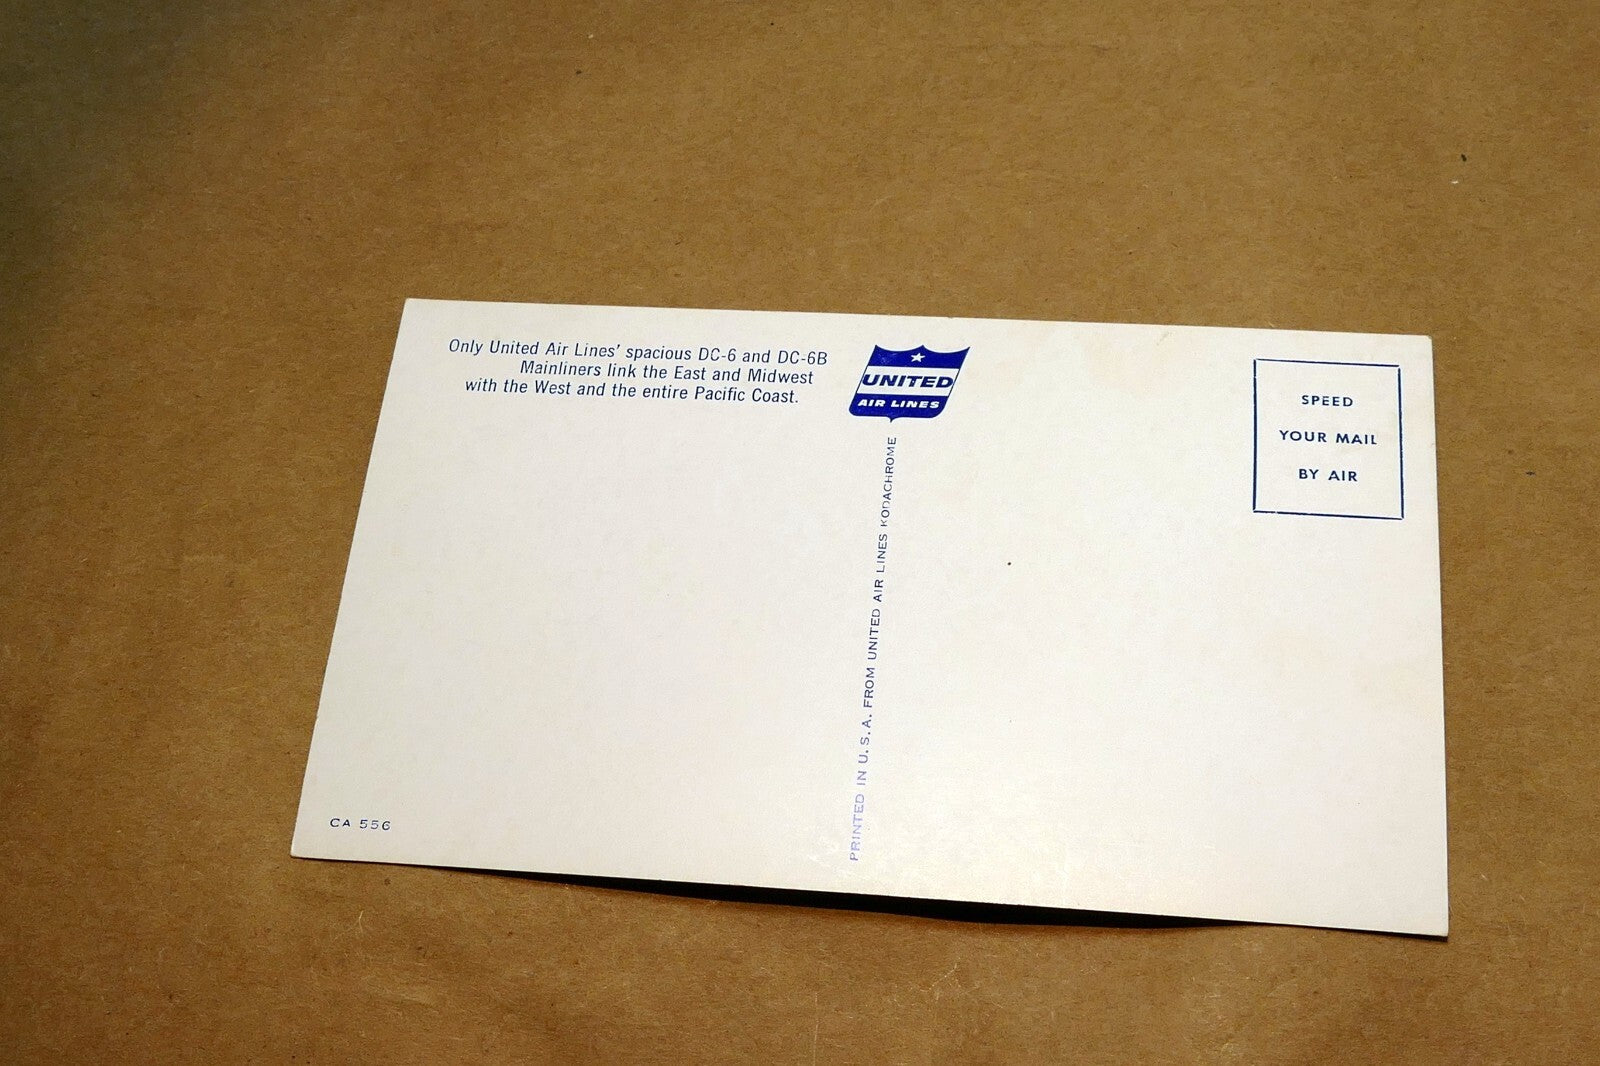 Only United Air Lines' spacious DC-6 and DC-6B
Mainliners link the East and Midwest
with the West and the entire Pacific Coast.
UNITED
AIR LINES
SPEED
YOUR MAIL
BY AIR
PRINTED IN U. S. A. FROM UNITED AIR LINES KODACHROME
CA 556